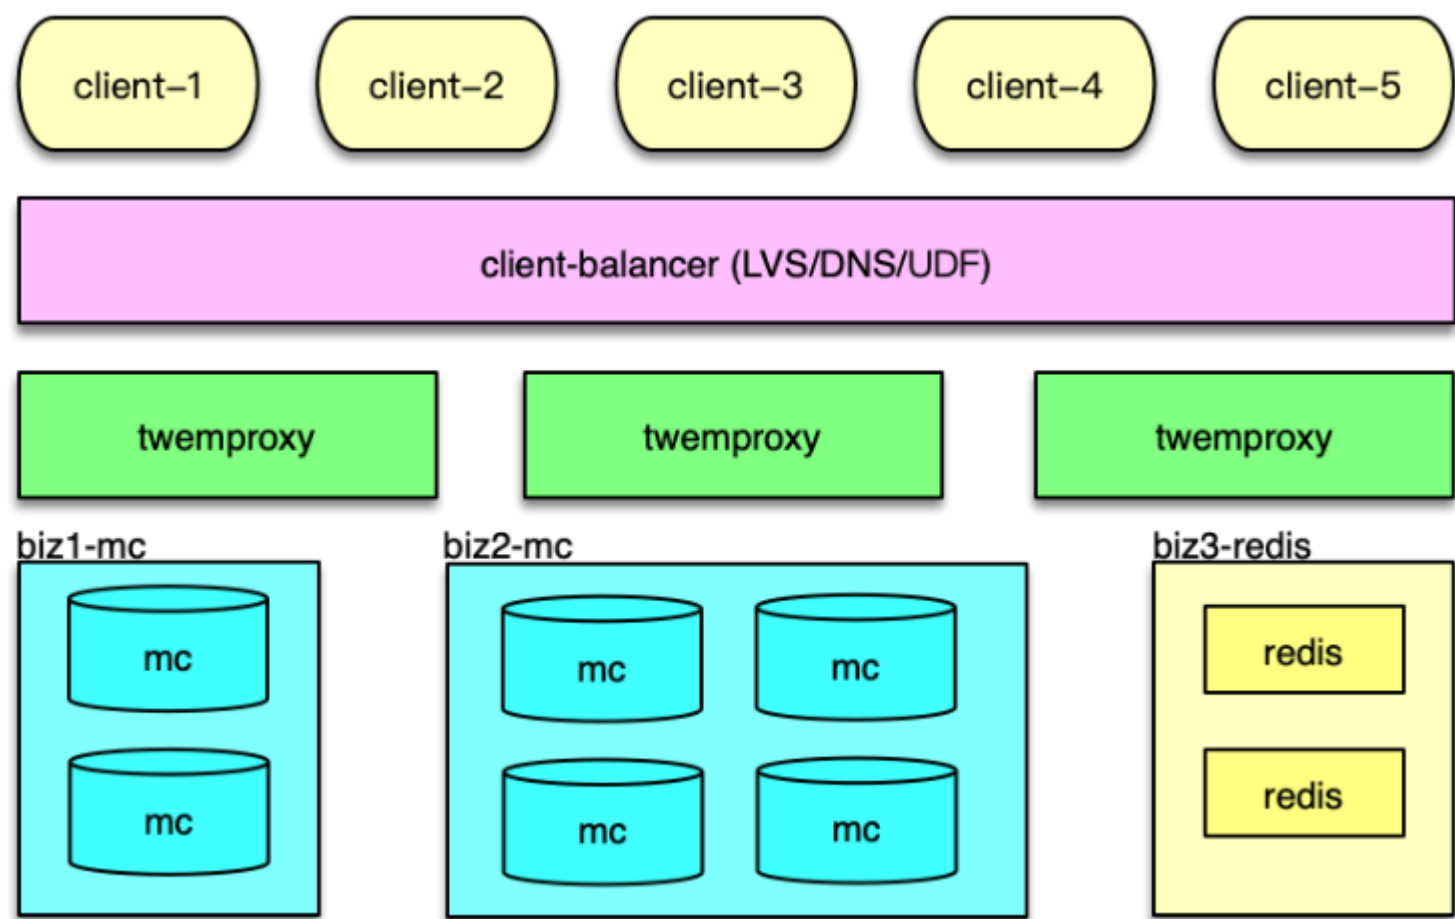 client–1
client–2
client–3
client–4
client–5
client-balancer (LVS/DNS/UDF)
twemproxy
twemproxy
twemproxy
biz1-mc
biz2-mc
biz3-redis
mc
mc
mc
redis
mc
mc
mc
redis